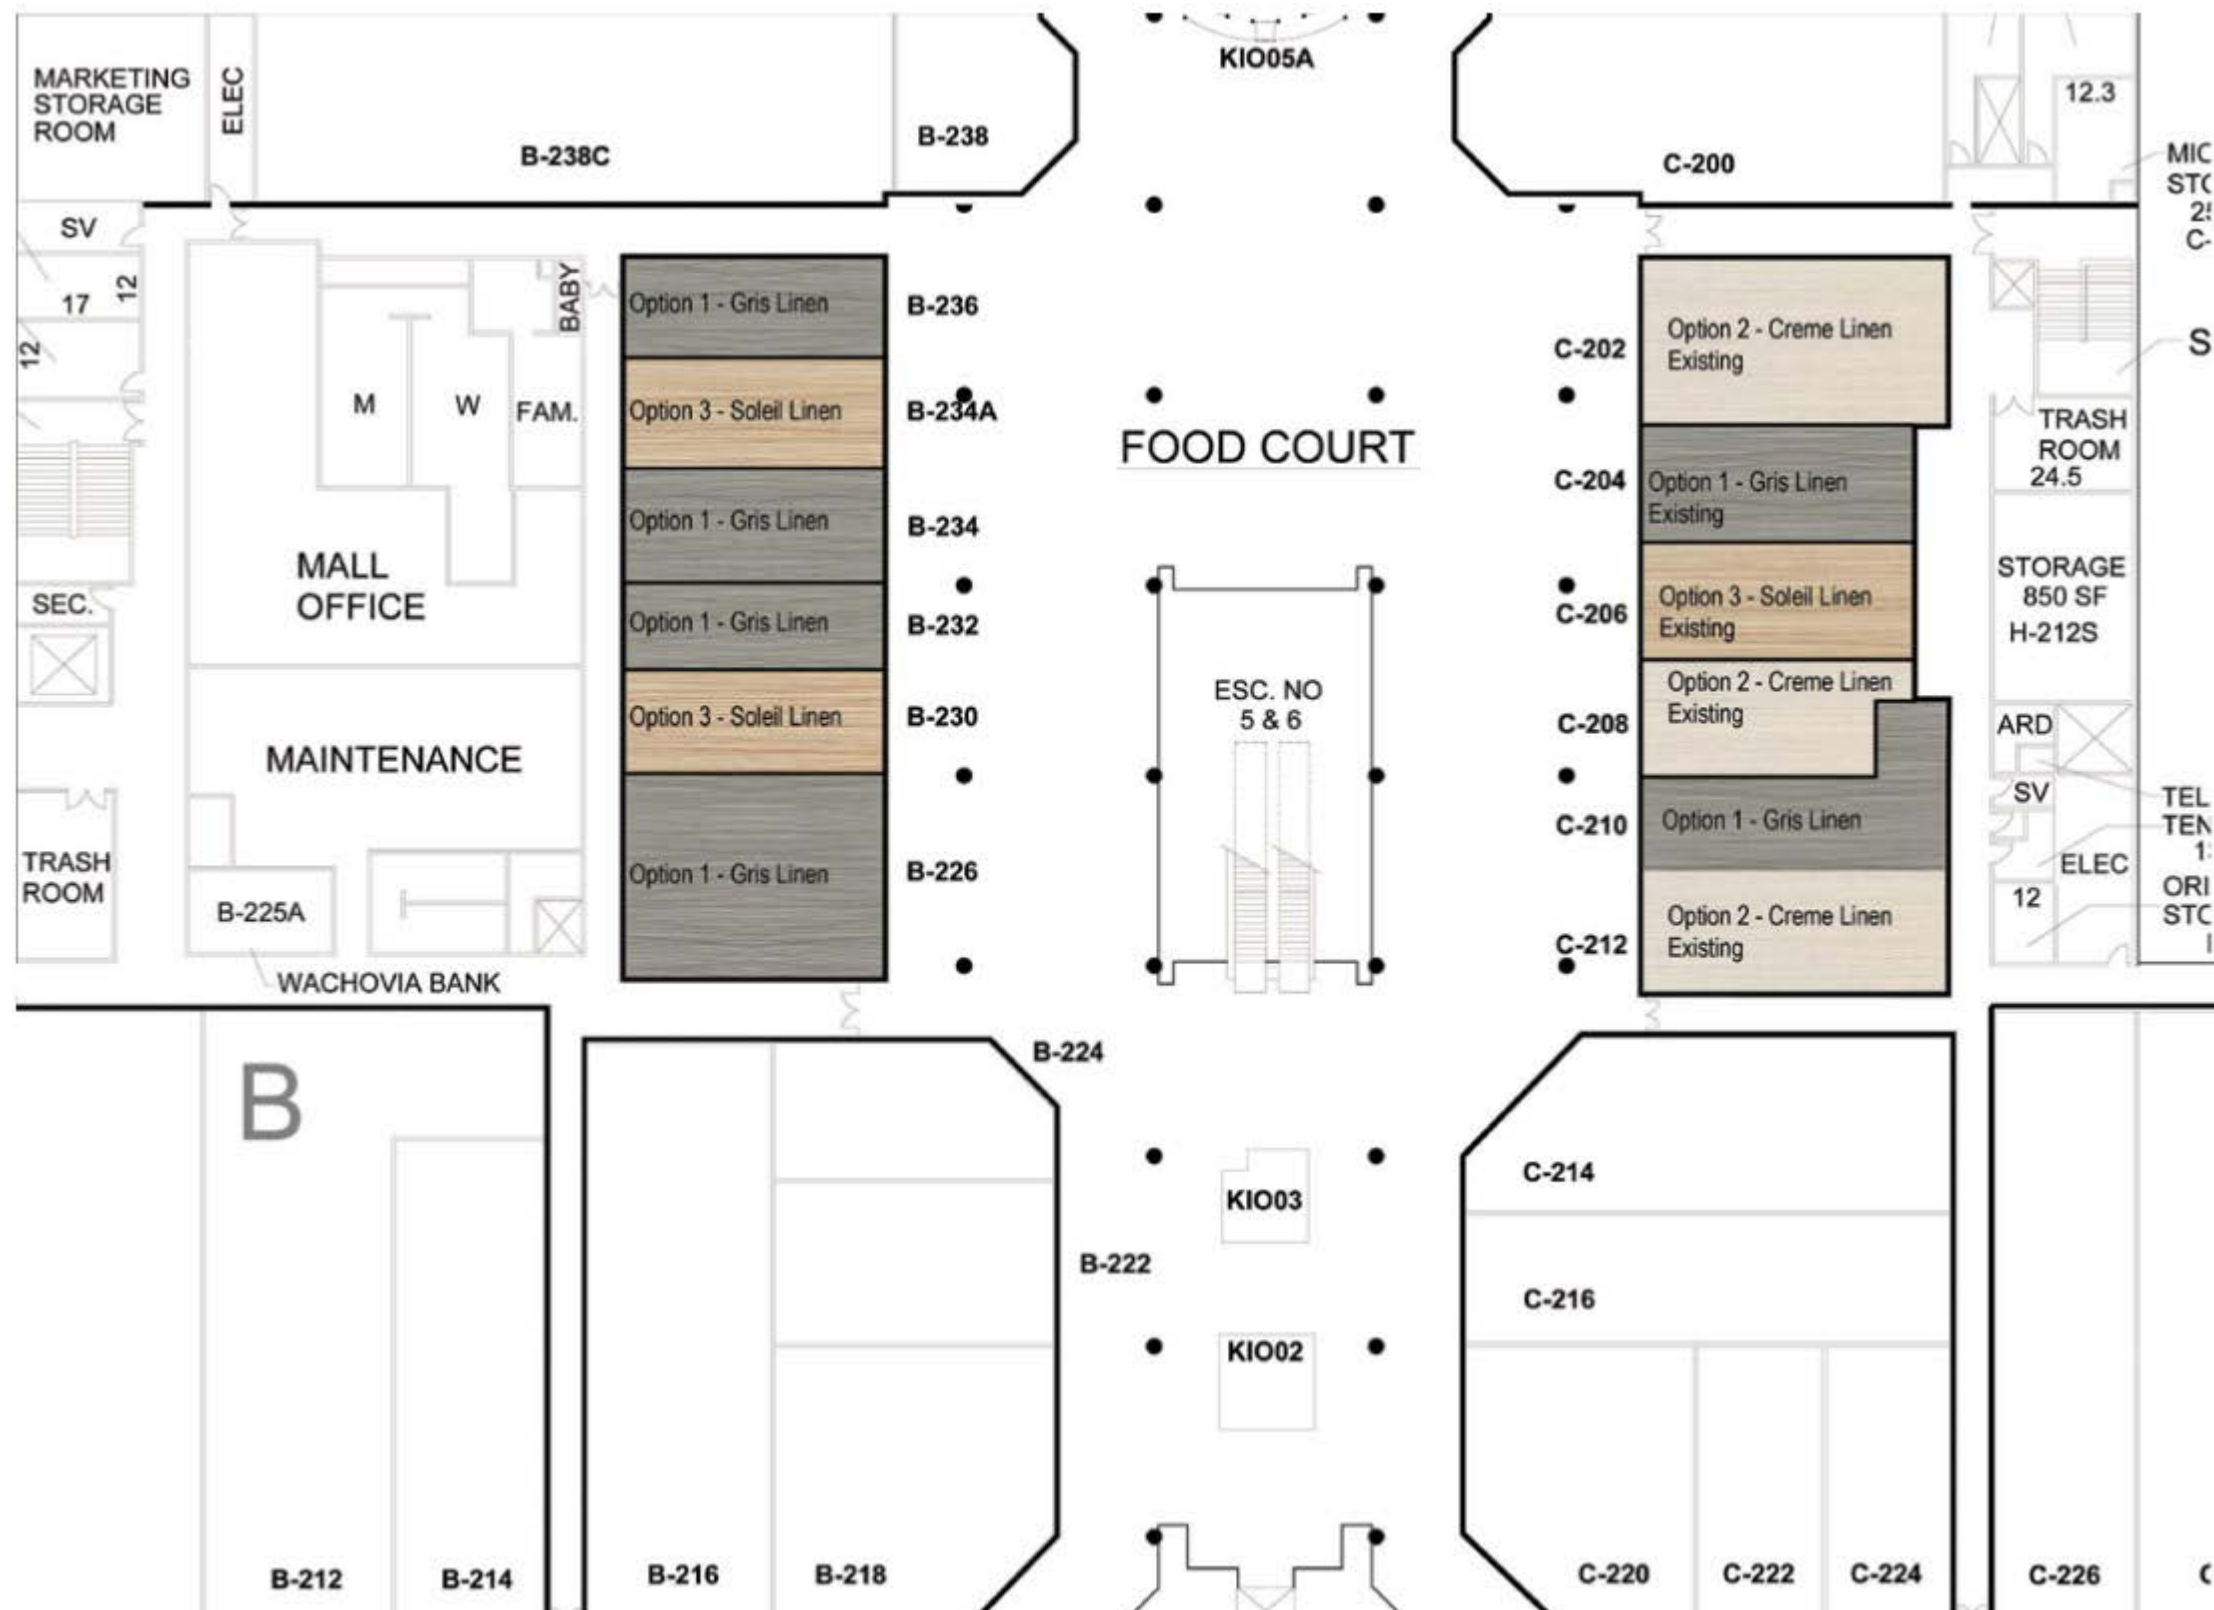 KIO05A
MARKETING
STORAGE
ROOM
ELEC
B-238C
B-238
C-200
12.3
SV
17
12
12
BABY
M
W
FAM.
MALL
OFFICE
SEC.
MAINTENANCE
TRASH
ROOM
B-225A
WACHOVIA BANK
Option 1 - Gris Linen
B-236
Option 3 - Soleil Linen
B-234A
Option 1 - Gris Linen
B-234
Option 1 - Gris Linen
B-232
Option 3 - Soleil Linen
B-230
Option 1 - Gris Linen
B-226
FOOD COURT
ESC. NO
5 & 6
C-202
Option 2 - Creme Linen
Existing
C-204
Option 1 - Gris Linen
Existing
C-206
Option 3 - Soleil Linen
Existing
C-208
Option 2 - Creme Linen
Existing
C-210
Option 1 - Gris Linen
C-212
Option 2 - Creme Linen
Existing
MIC
S
TRASH
ROOM
24.5
STORAGE
850 SF
H-212S
ARD
SV
TEL
TEN
ELEC
12
ORI
B
B-224
B-222
KIO03
KIO02
C-214
C-216
B-212
B-214
B-216
B-218
C-220
C-222
C-224
C-226